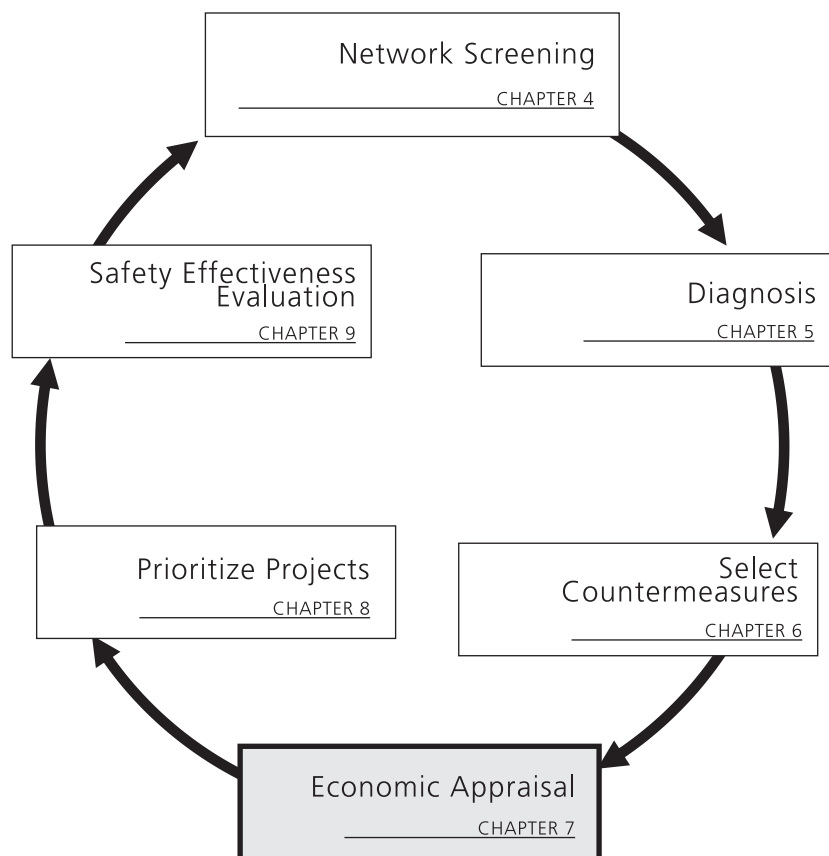 Network Screening
CHAPTER 4
Diagnosis
CHAPTER 5
Select
Countermeasures
CHAPTER 6
Economic Appraisal
CHAPTER 7
Prioritize Projects
CHAPTER 8
Safety Effectiveness
Evaluation
CHAPTER 9